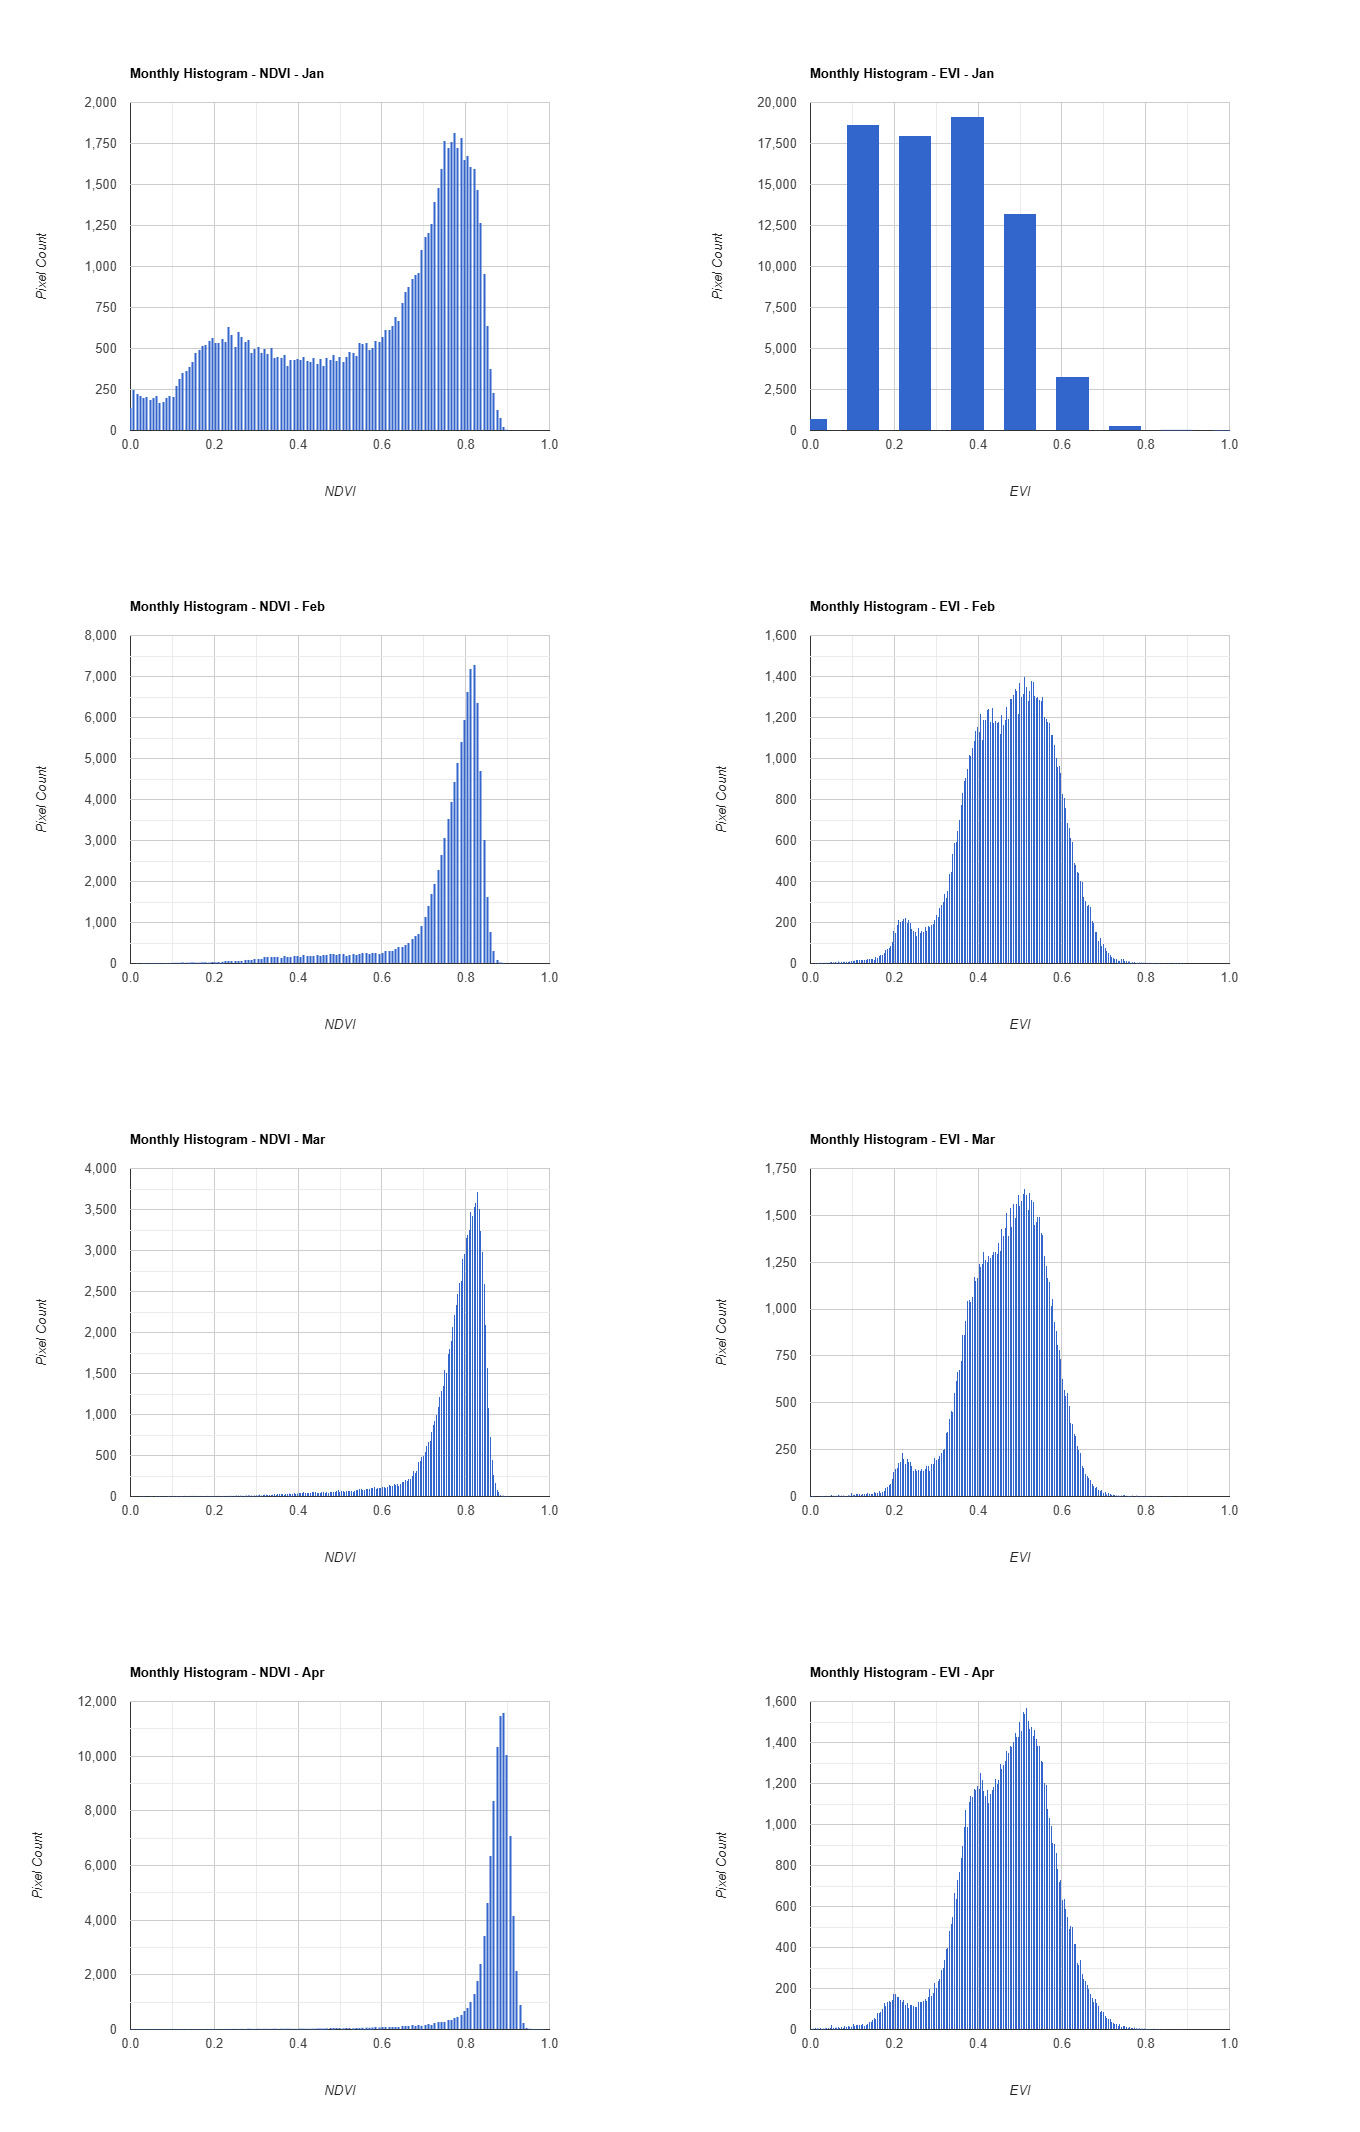 Monthly Histogram - NDVI - Jan
2,000
1,750
1,500
1,250
1,000
750
500
250
0
Pixel Count
0.0 0.2 0.4 0.6 0.8 1.0
NDVI
Monthly Histogram - EVI - Jan
20,000
17,500
15,000
12,500
10,000
7,500
5,000
2,500
0
Pixel Count
0.0 0.2 0.4 0.6 0.8 1.0
EVI
Monthly Histogram - NDVI - Feb
8,000
7,000
6,000
5,000
4,000
3,000
2,000
1,000
0
Pixel Count
0.0 0.2 0.4 0.6 0.8 1.0
NDVI
Monthly Histogram - EVI - Feb
1,600
1,400
1,200
1,000
800
600
400
200
0
Pixel Count
0.0 0.2 0.4 0.6 0.8 1.0
EVI
Monthly Histogram - NDVI - Mar
4,000
3,500
3,000
2,500
2,000
1,500
1,000
500
0
Pixel Count
0.0 0.2 0.4 0.6 0.8 1.0
NDVI
Monthly Histogram - EVI - Mar
1,750
1,500
1,250
1,000
750
500
250
0
Pixel Count
0.0 0.2 0.4 0.6 0.8 1.0
EVI
Monthly Histogram - NDVI - Apr
12,000
10,000
8,000
6,000
4,000
2,000
0
Pixel Count
0.0 0.2 0.4 0.6 0.8 1.0
NDVI
Monthly Histogram - EVI - Apr
1,600
1,400
1,200
1,000
800
600
400
200
0
Pixel Count
0.0 0.2 0.4 0.6 0.8 1.0
EVI